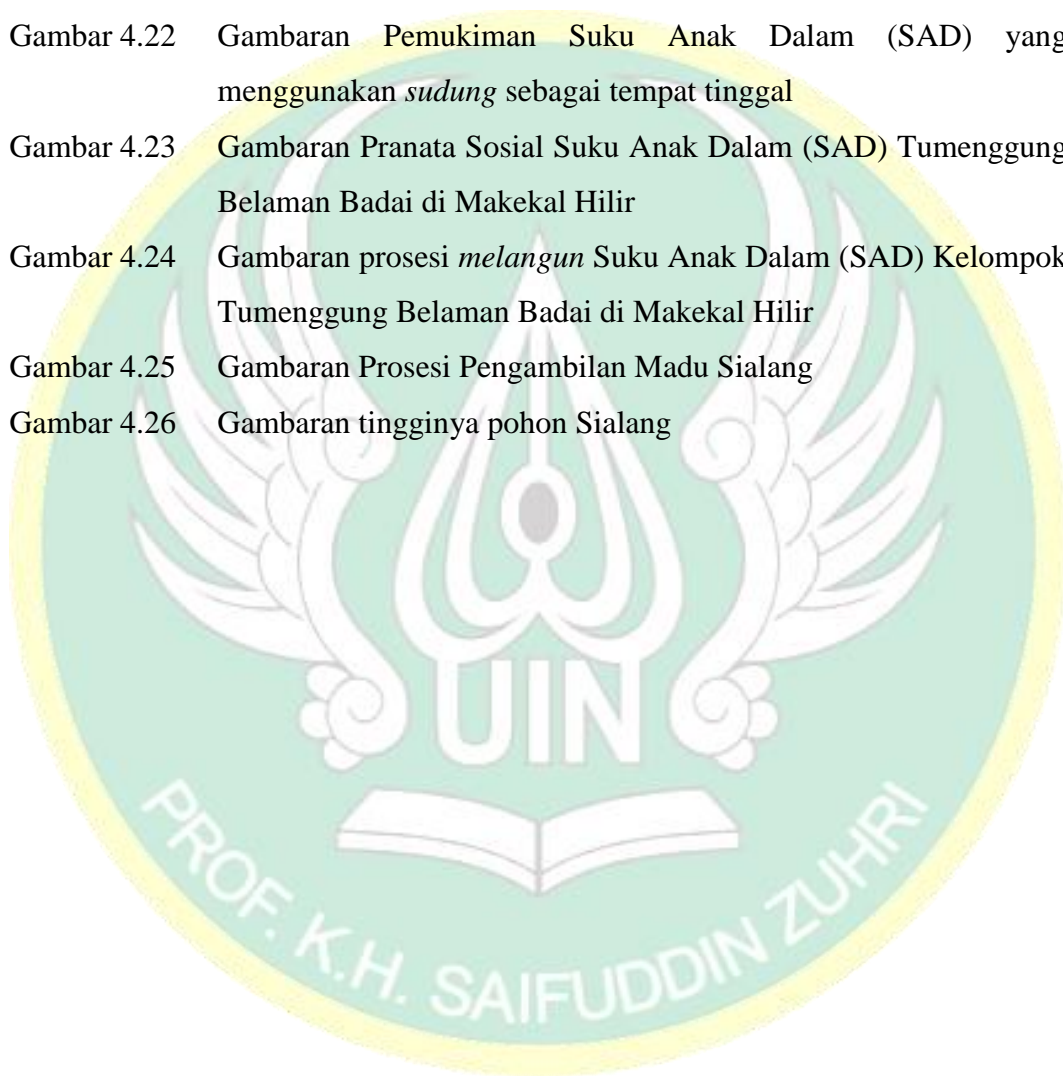 Gambar 4.22 Gambaran Pemukiman Suku Anak Dalam (SAD) yang
menggunakan sudung sebagai tempat tinggal
Gambar 4.23 Gambaran Pranata Sosial Suku Anak Dalam (SAD) Tumenggung
Belaman Badai di Makekal Hilir
Gambar 4.24 Gambaran prosesi melangun Suku Anak Dalam (SAD) Kelompok
Tumenggung Belaman Badai di Makekal Hilir
Gambar 4.25 Gambaran Prosesi Pengambilan Madu Sialang
Gambar 4.26 Gambaran tingginya pohon Sialang
UIN
PROF. K.H. SAIFUDDIN ZUHRI